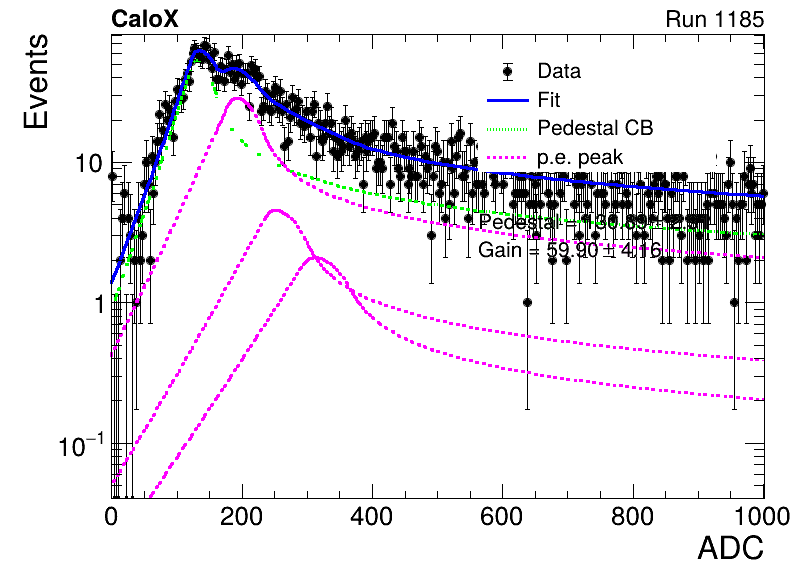 CaloX Run 1185
Events
Data
Fit
Pedestal CB
p.e. peak
Gain = 59.90 ± 4.16
Pedestal =
10
1
10⁻¹
0 200 400 600 800 1000
ADC